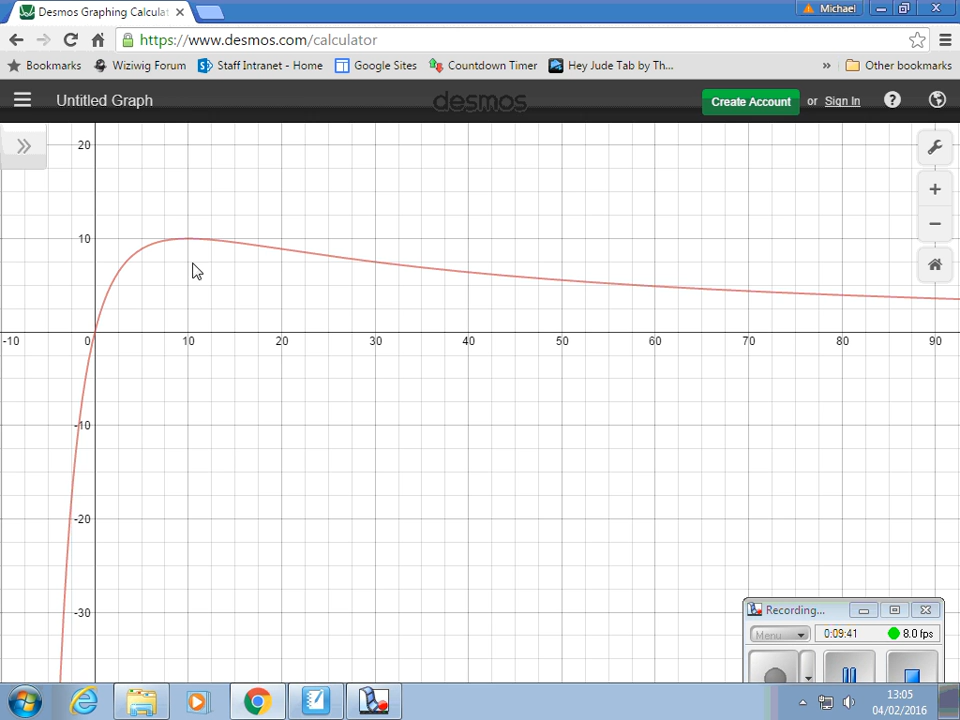 Desmos Graphing Calculat
Michael
https://www.desmos.com/calculator
Bookmarks Wiziwig Forum Staff Intranet - Home Google Sites Countdown Timer Hey Jude Tab by Th... » Other bookmarks
Untitled Graph desmos Create Account or Sign In ?
20
10
-10 0 10 20 30 40 50 60 70 80 90
-10
-20
-30
Recording...
Menu 0:09:41 8.0 fps
13:05
04/02/2016